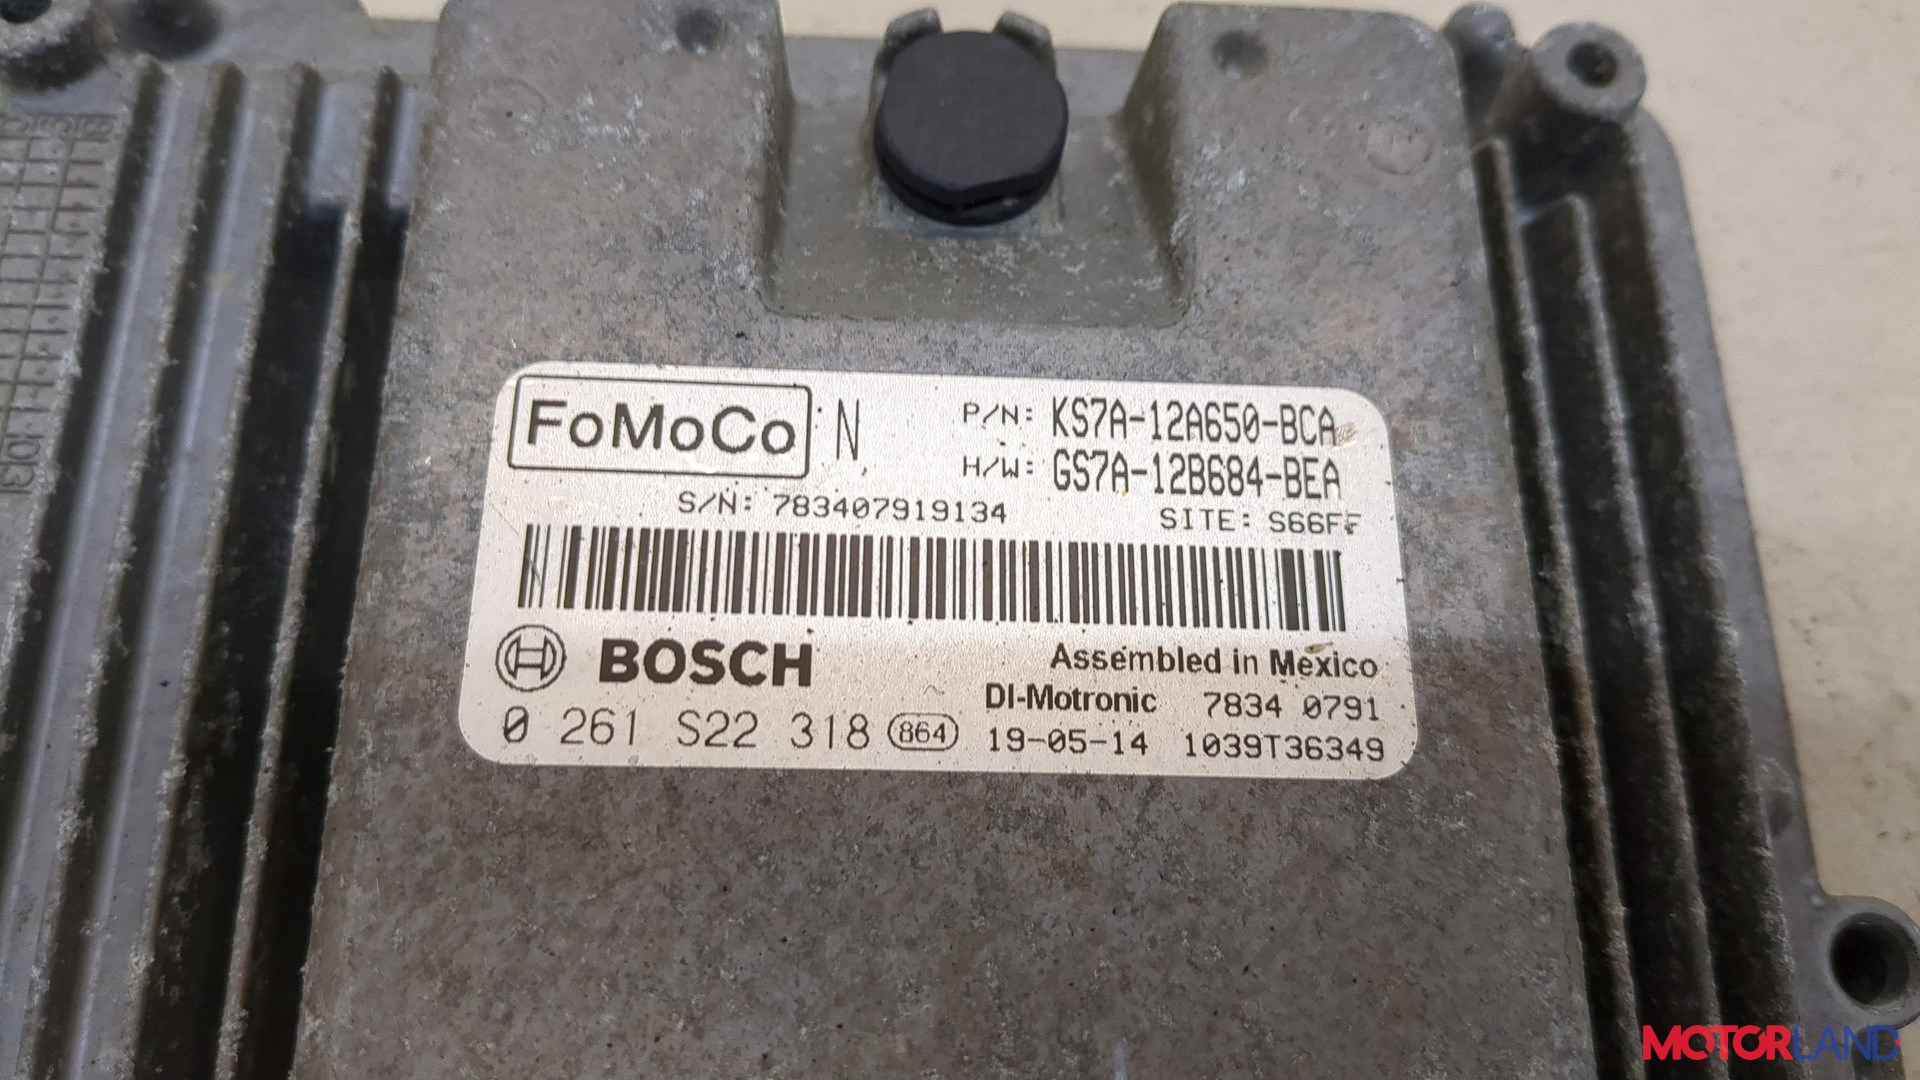 FoMoCo N P/N: KS7A-12A650-BCA
H/W: GS7A-12B684-BEA
S/N: 783407919134 SITE: S66FF
BOSCH Assembled in Mexico
DI-Motronic 7834 0791
0 261 S22 318 864 19-05-14 1039T36349
MOTORLAND